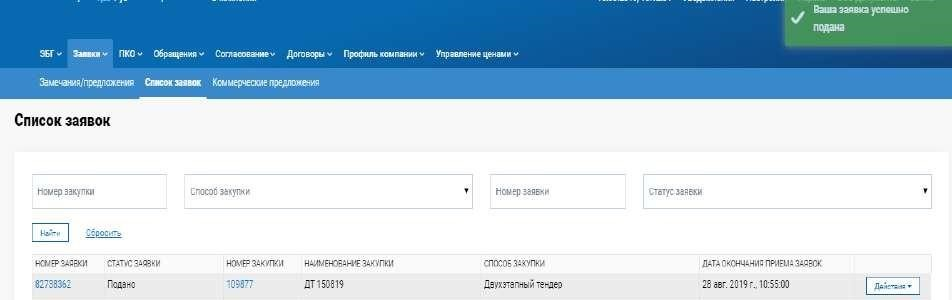 Ваша заявка успешно
подана
ЭБГ Заявки ПКО Обращения Согласование Договоры Профиль компании Управление ценами
Замечания/предложения Список заявок Коммерческие предложения
Список заявок
Номер закупки Способ закупки Номер заявки Статус заявки
Найти Сбросить
НОМЕР ЗАЯВКИ СТАТУС ЗАЯВКИ НОМЕР ЗАКУПКИ НАИМЕНОВАНИЕ ЗАКУПКИ СПОСОБ ЗАКУПКИ ДАТА ОКОНЧАНИЯ ПРИЕМА ЗАЯВОК
82738362 Подано 109877 ДТ 150819 Двухэтапный тендер 28 авг. 2019 г., 10:55:00 Действия